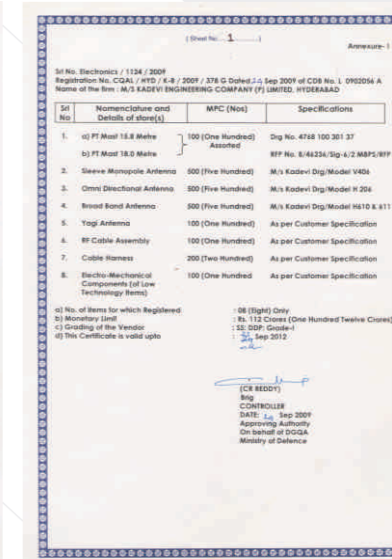 ( Sheet No. 1 )
Annexure- 1
Srl No. Electronics / 1124 / 2009
Registration No. CQAL / HYD / K-8 / 2009 / 378 G Dated 24 Sep 2009 of CDB No. L 0902056 A
Name of the firm : M/S KADEVI ENGINEERING COMPANY (P) LIMITED, HYDERABAD
Srl No Nomenclature and Details of store(s) MPC (Nos) Specifications
1. a) PT Mast 15.8 Metre 100 (One Hundred) Assorted Drg No. 4768 100 301 37
b) PT Mast 18.0 Metre RFP No. B/46236/Sig-6/2 MBPS/RFP
2. Sleeve Monopole Antenna 500 (Five Hundred) M/s Kadevi Drg/Model V406
3. Omni Directional Antenna 500 (Five Hundred) M/s Kadevi Drg/Model H 206
4. Broad Band Antenna 500 (Five Hundred) M/s Kadevi Drg/Model H610 & 611
5. Yagi Antenna 100 (One Hundred) As per Customer Specification
6. RF Cable Assembly 100 (One Hundred) As per Customer Specification
7. Cable Harness 200 (Two Hundred) As per Customer Specification
8. Electro-Mechanical Components (of Low Technology Items) 100 (One Hundred As per Customer Specification
a) No. of items for which Registered : 08 (Eight) Only
b) Monetary Limit : Rs. 112 Crores (One Hundred Twelve Crores)
c) Grading of the Vendor : S2: DDP: Grade-I
d) This Certificate is valid upto : Sep 2012
(CR REDDY)
Brig
CONTROLLER
DATE: 24 Sep 2009
Approving Authority
On behalf of DGQA
Ministry of Defence